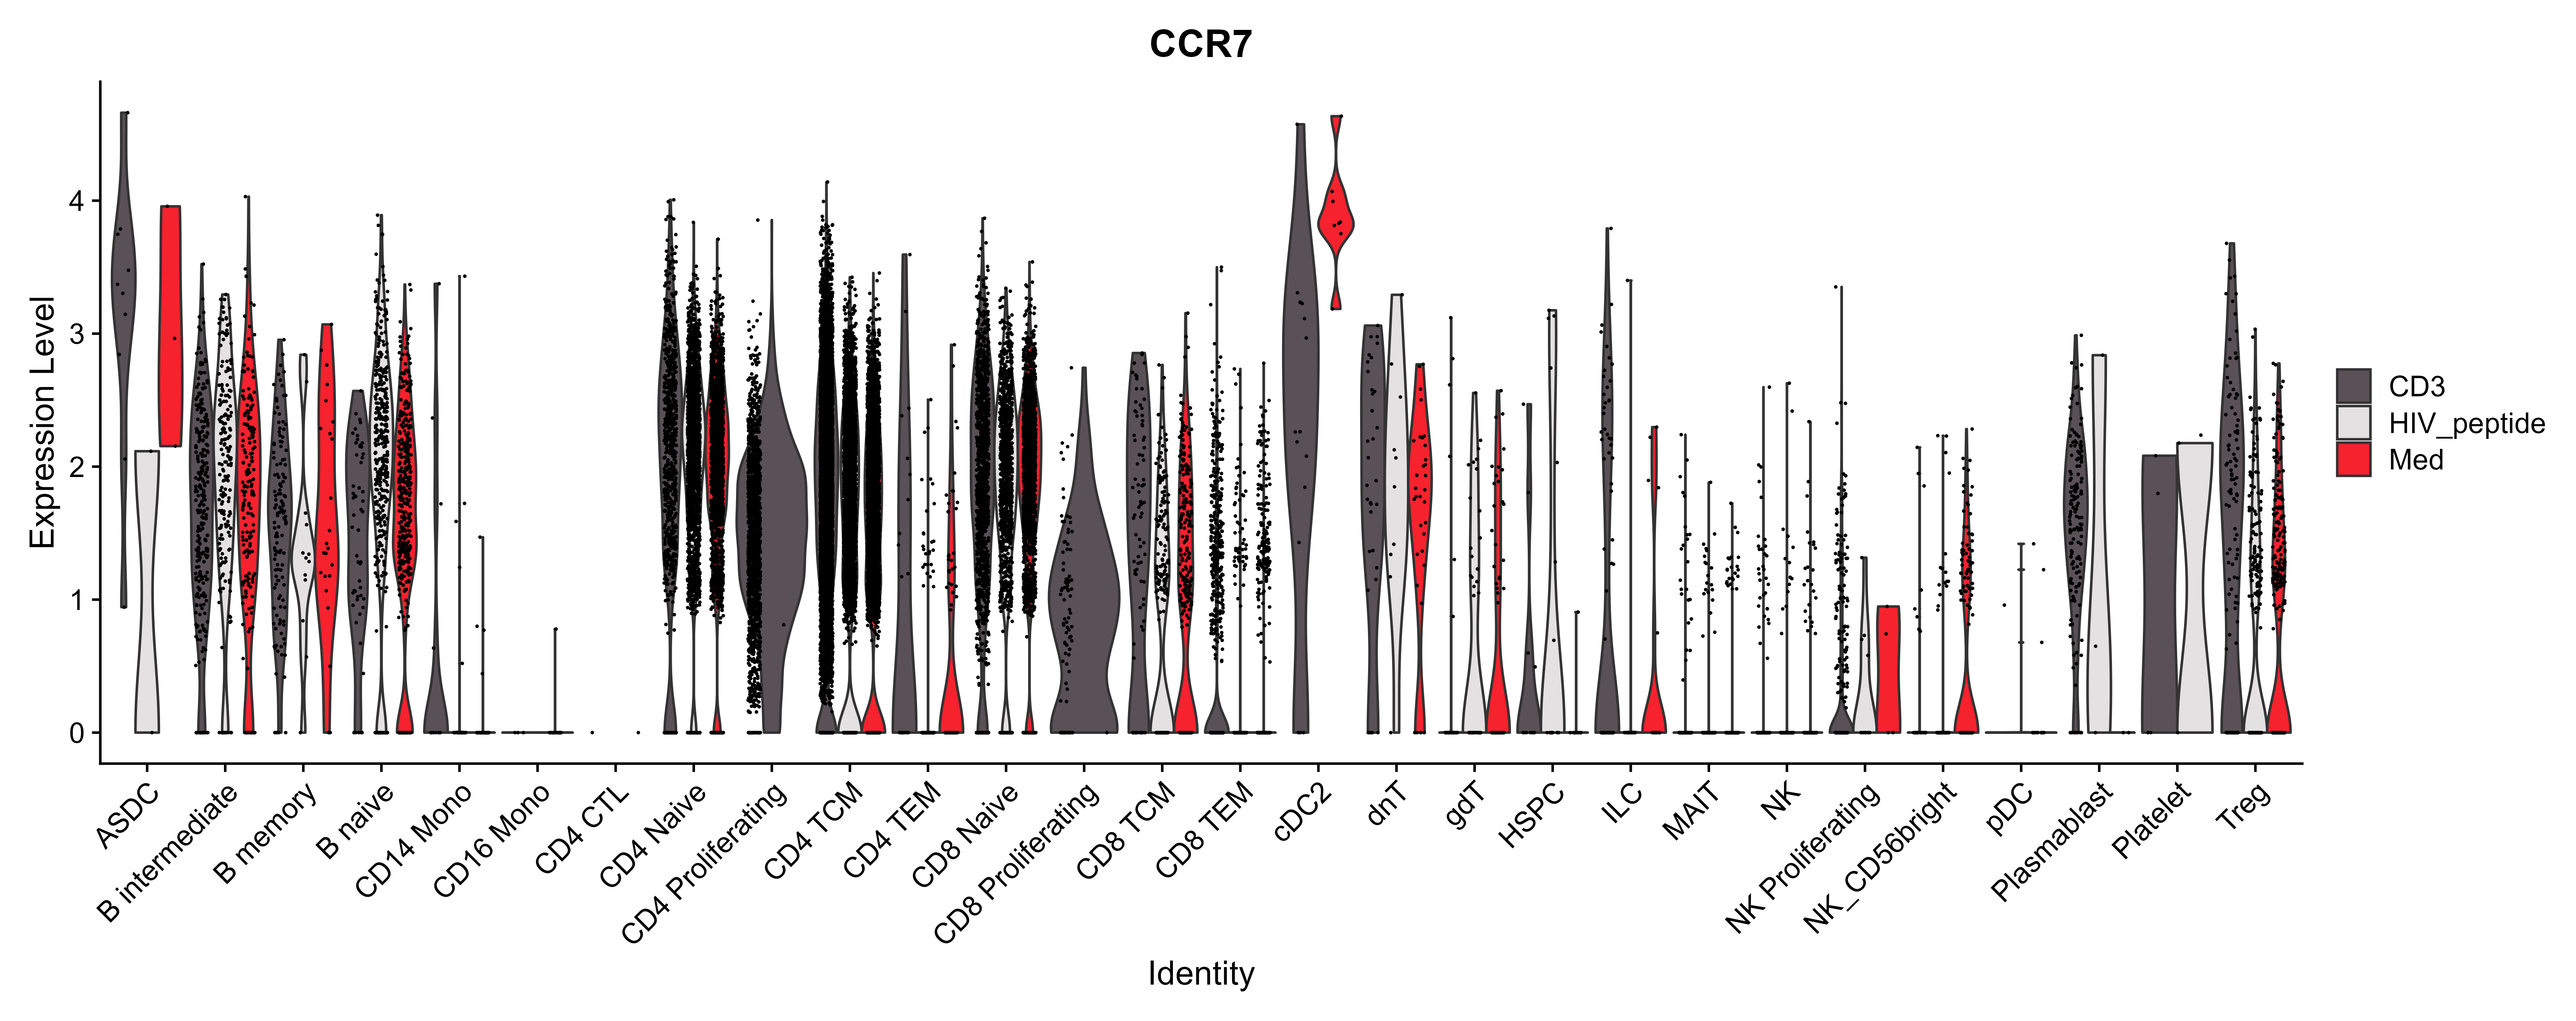 CCR7
Expression Level
4
3
2
1
0
ASDC
B intermediate
B memory
B naive
CD14 Mono
CD16 Mono
CD4 CTL
CD4 Naive
CD4 Proliferating
CD4 TCM
CD4 TEM
CD8 Naive
CD8 Proliferating
CD8 TCM
CD8 TEM
cDC2
dnT
gdT
HSPC
ILC
MAIT
NK
NK Proliferating
NK_CD56bright
pDC
Plasmablast
Platelet
Treg
Identity
CD3
HIV_peptide
Med